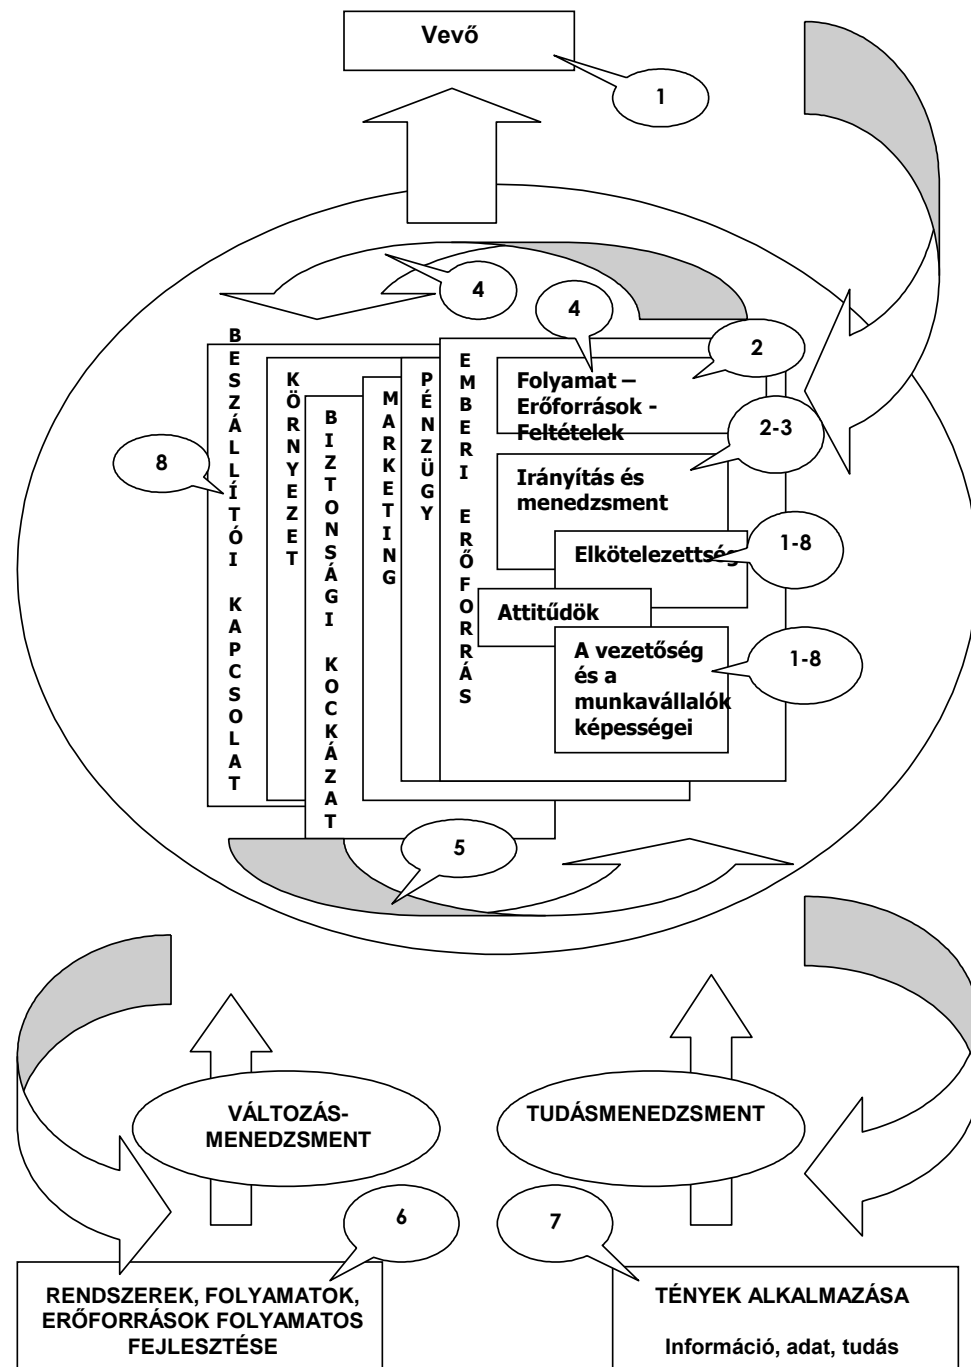 Vevő
1
4
4
2
Folyamat –
Erőforrások -
Feltételek
2-3
Irányítás és
menedzsment
Elkötelezettség
1-8
Attitűdök
A vezetőség
és a
munkavállalók
képességei
1-8
8
BESZÁLLÍTÓI KAPCSOLAT
KÖRNYEZET
BIZTONSÁGI KOCKÁZAT
MARKETING
PÉNZÜGY
EMBERI ERŐFORRÁS
5
VÁLTOZÁS-
MENEDZSMENT
TUDÁSMENEDZSMENT
6
7
RENDSZEREK, FOLYAMATOK,
ERŐFORRÁSOK FOLYAMATOS
FEJLESZTÉSE
TÉNYEK ALKALMAZÁSA
Információ, adat, tudás